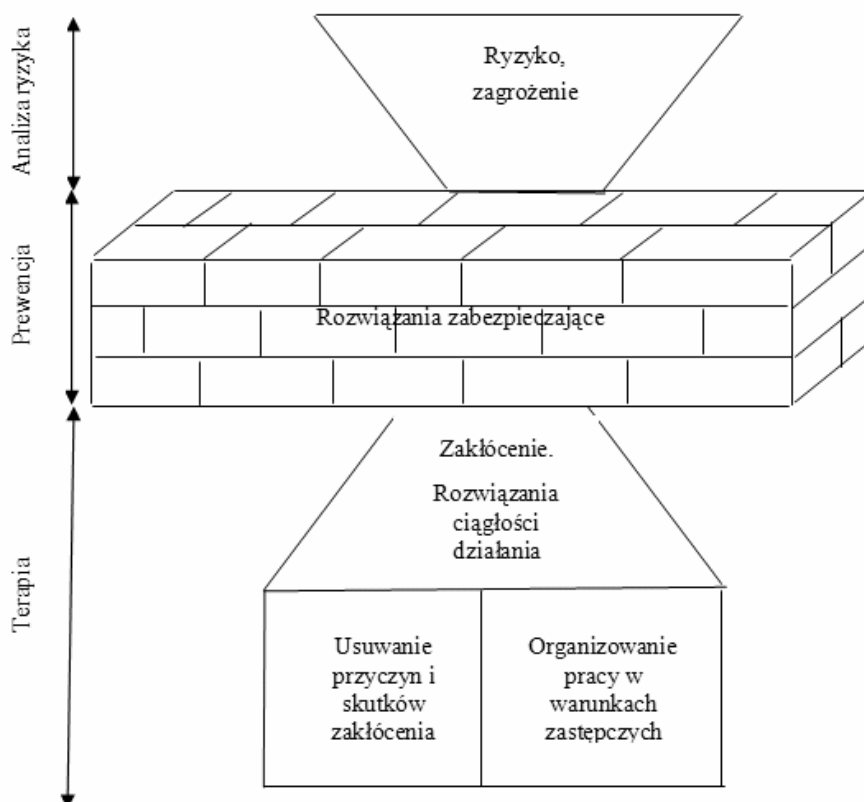 Analiza ryzyka
Ryzyko,
zagrożenie
Prewencja
Rozwiązania zabezpieczające
Terapia
Zakłócenie.
Rozwiązania
ciągłości
działania
Usuwanie
przyczyn i
skutków
zakłócenia
Organizowanie
pracy w
warunkach
zastępczych